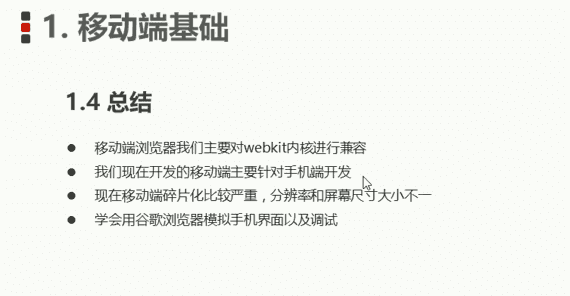 1. 移动端基础
1.4 总结
● 移动端浏览器我们主要对webkit内核进行兼容
● 我们现在开发的移动端主要针对手机端开发
● 现在移动端碎片化比较严重，分辨率和屏幕尺寸大小不一
● 学会用谷歌浏览器模拟手机界面以及调试